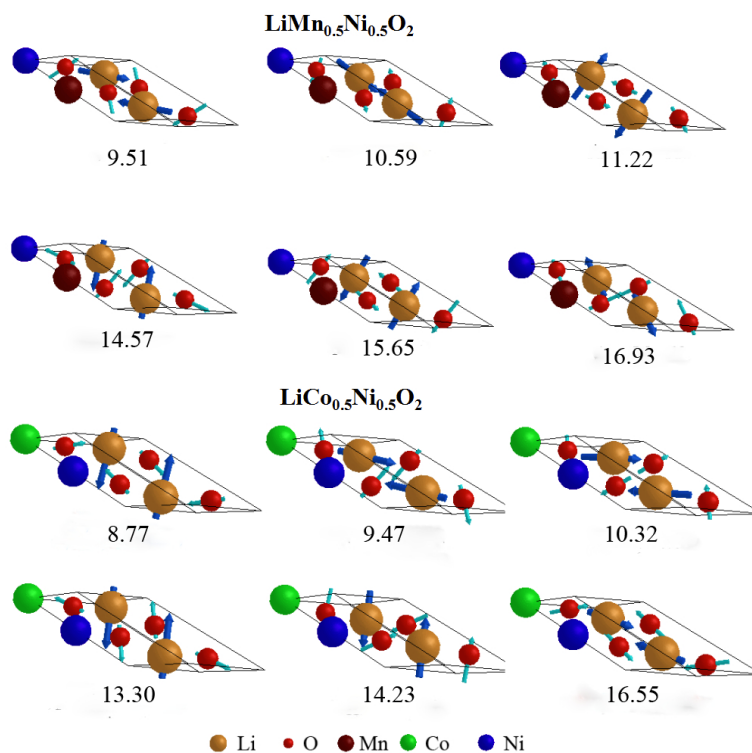 LiMn0.5Ni0.5O2
9.51 10.59 11.22
14.57 15.65 16.93
LiCo0.5Ni0.5O2
8.77 9.47 10.32
13.30 14.23 16.55
Li O Mn Co Ni